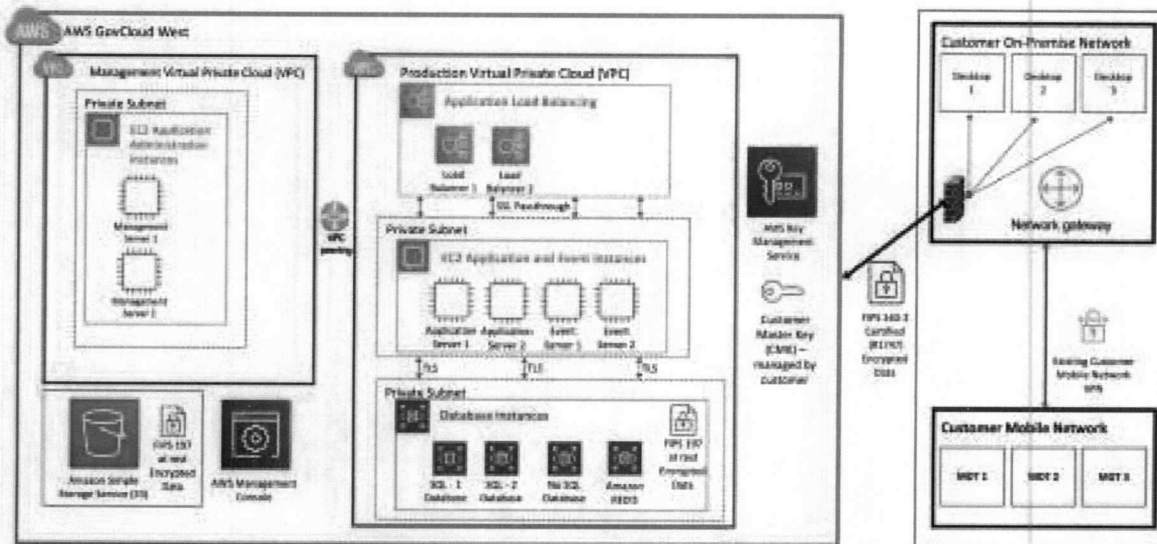 AWS
AWS GovCloud West
Management Virtual Private Cloud (VPC)
Private Subnet
EC2 Application
Administration
Instances
Management
Server 1
Management
Server 2
VPC
peering
Amazon Simple
Storage Service (S3)
FIPS 197
at rest
Encrypted
Data
AWS Management
Console
Production Virtual Private Cloud (VPC)
Application Load Balancing
Load
Balancer 1
Load
Balancer 2
SSL Passthrough
Private Subnet
EC2 Application and Event Instances
Application
Server 1
Application
Server 2
Event
Server 1
Event
Server 2
TLS
TLS
TLS
Private Subnet
Database Instances
SQL - 1
Database
SQL - 2
Database
No SQL
Database
Amazon
FIPS 197
at rest
Encrypted
Data
AWS Key
Management
Service
Customer
Master Key
(CMK) –
managed by
customer
Certified
Encrypted
Data
Customer On-Premise Network
Desktop
1
Desktop
2
Desktop
3
Network gateway
Existing Customer
Mobile Network
VPN
Customer Mobile Network
MDT 1
MDT 2
MDT 3